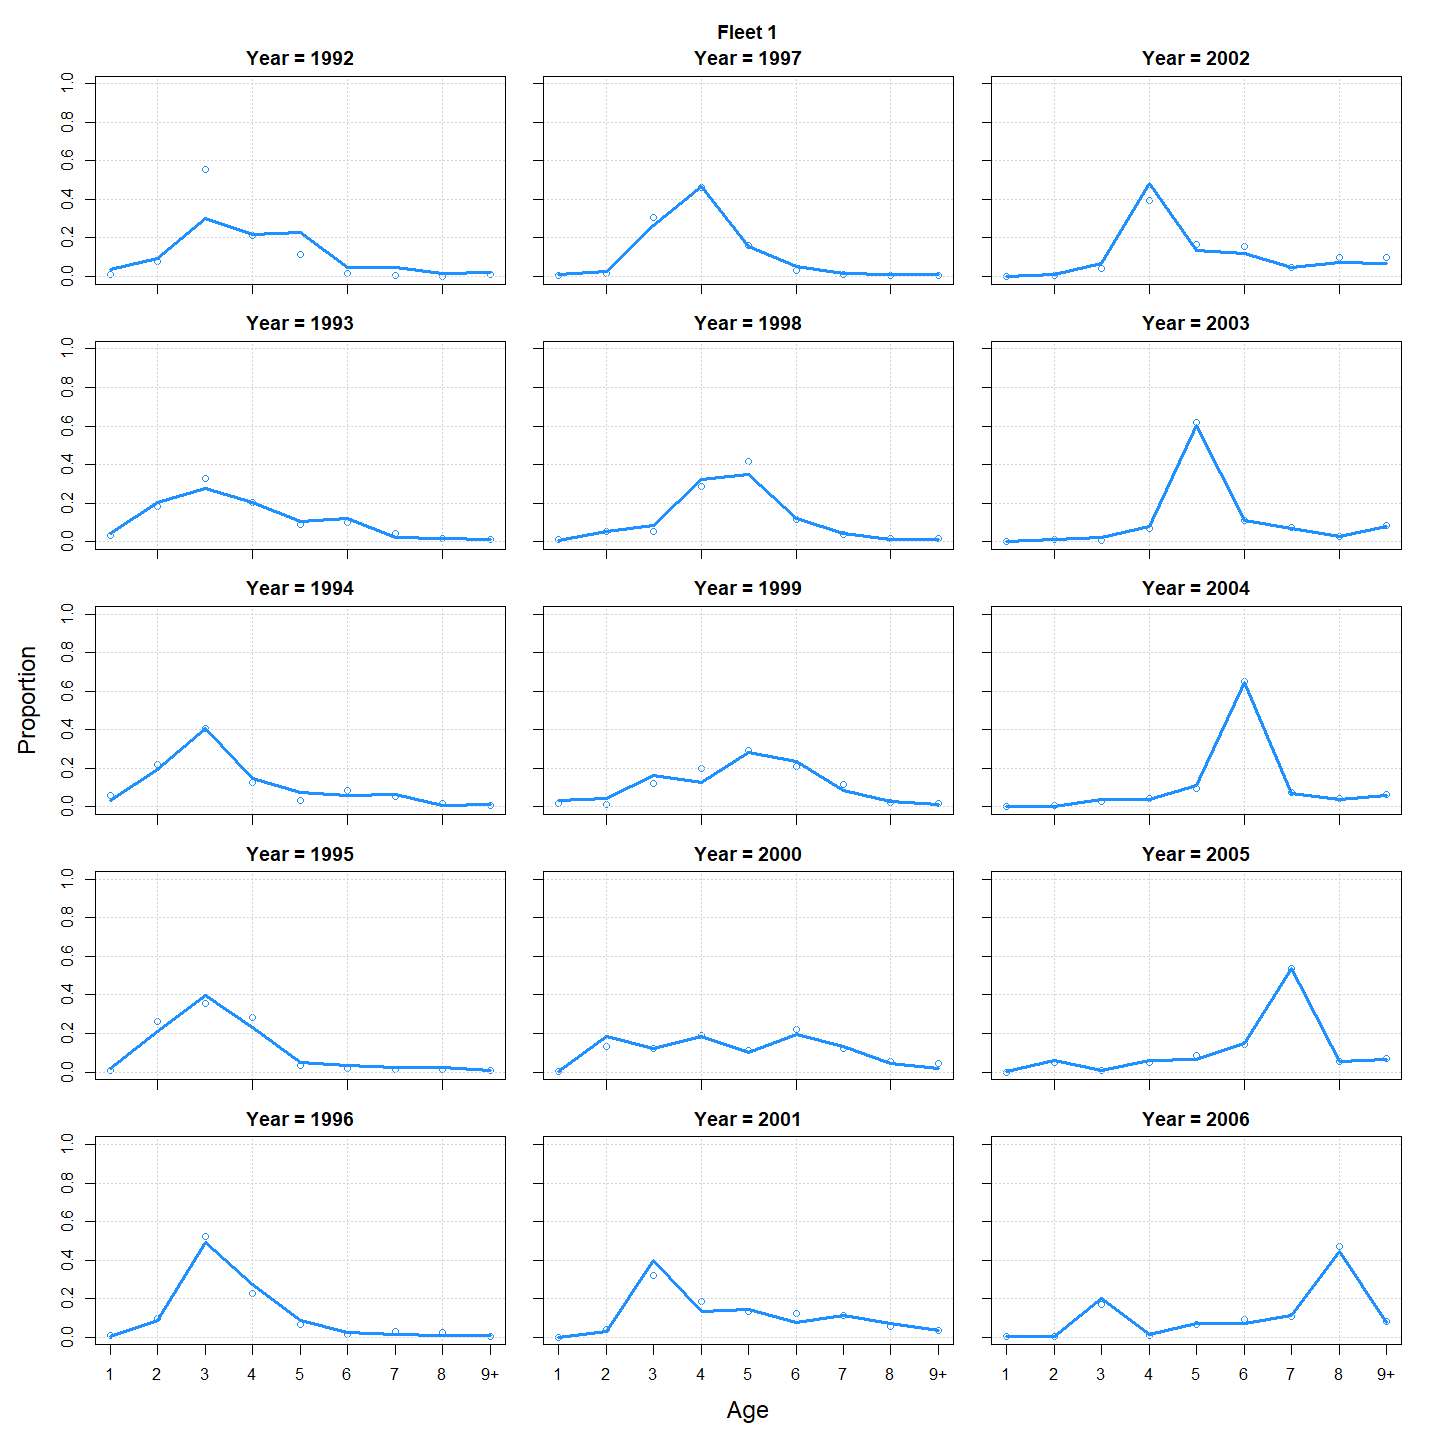 Fleet 1
Year = 1992 Year = 1997 Year = 2002
0.0 0.2 0.4 0.6 0.8 1.0
Year = 1993 Year = 1998 Year = 2003
0.0 0.2 0.4 0.6 0.8 1.0
Year = 1994 Year = 1999 Year = 2004
0.0 0.2 0.4 0.6 0.8 1.0
Proportion
Year = 1995 Year = 2000 Year = 2005
0.0 0.2 0.4 0.6 0.8 1.0
Year = 1996 Year = 2001 Year = 2006
0.0 0.2 0.4 0.6 0.8 1.0
1 2 3 4 5 6 7 8 9+ 1 2 3 4 5 6 7 8 9+ 1 2 3 4 5 6 7 8 9+
Age